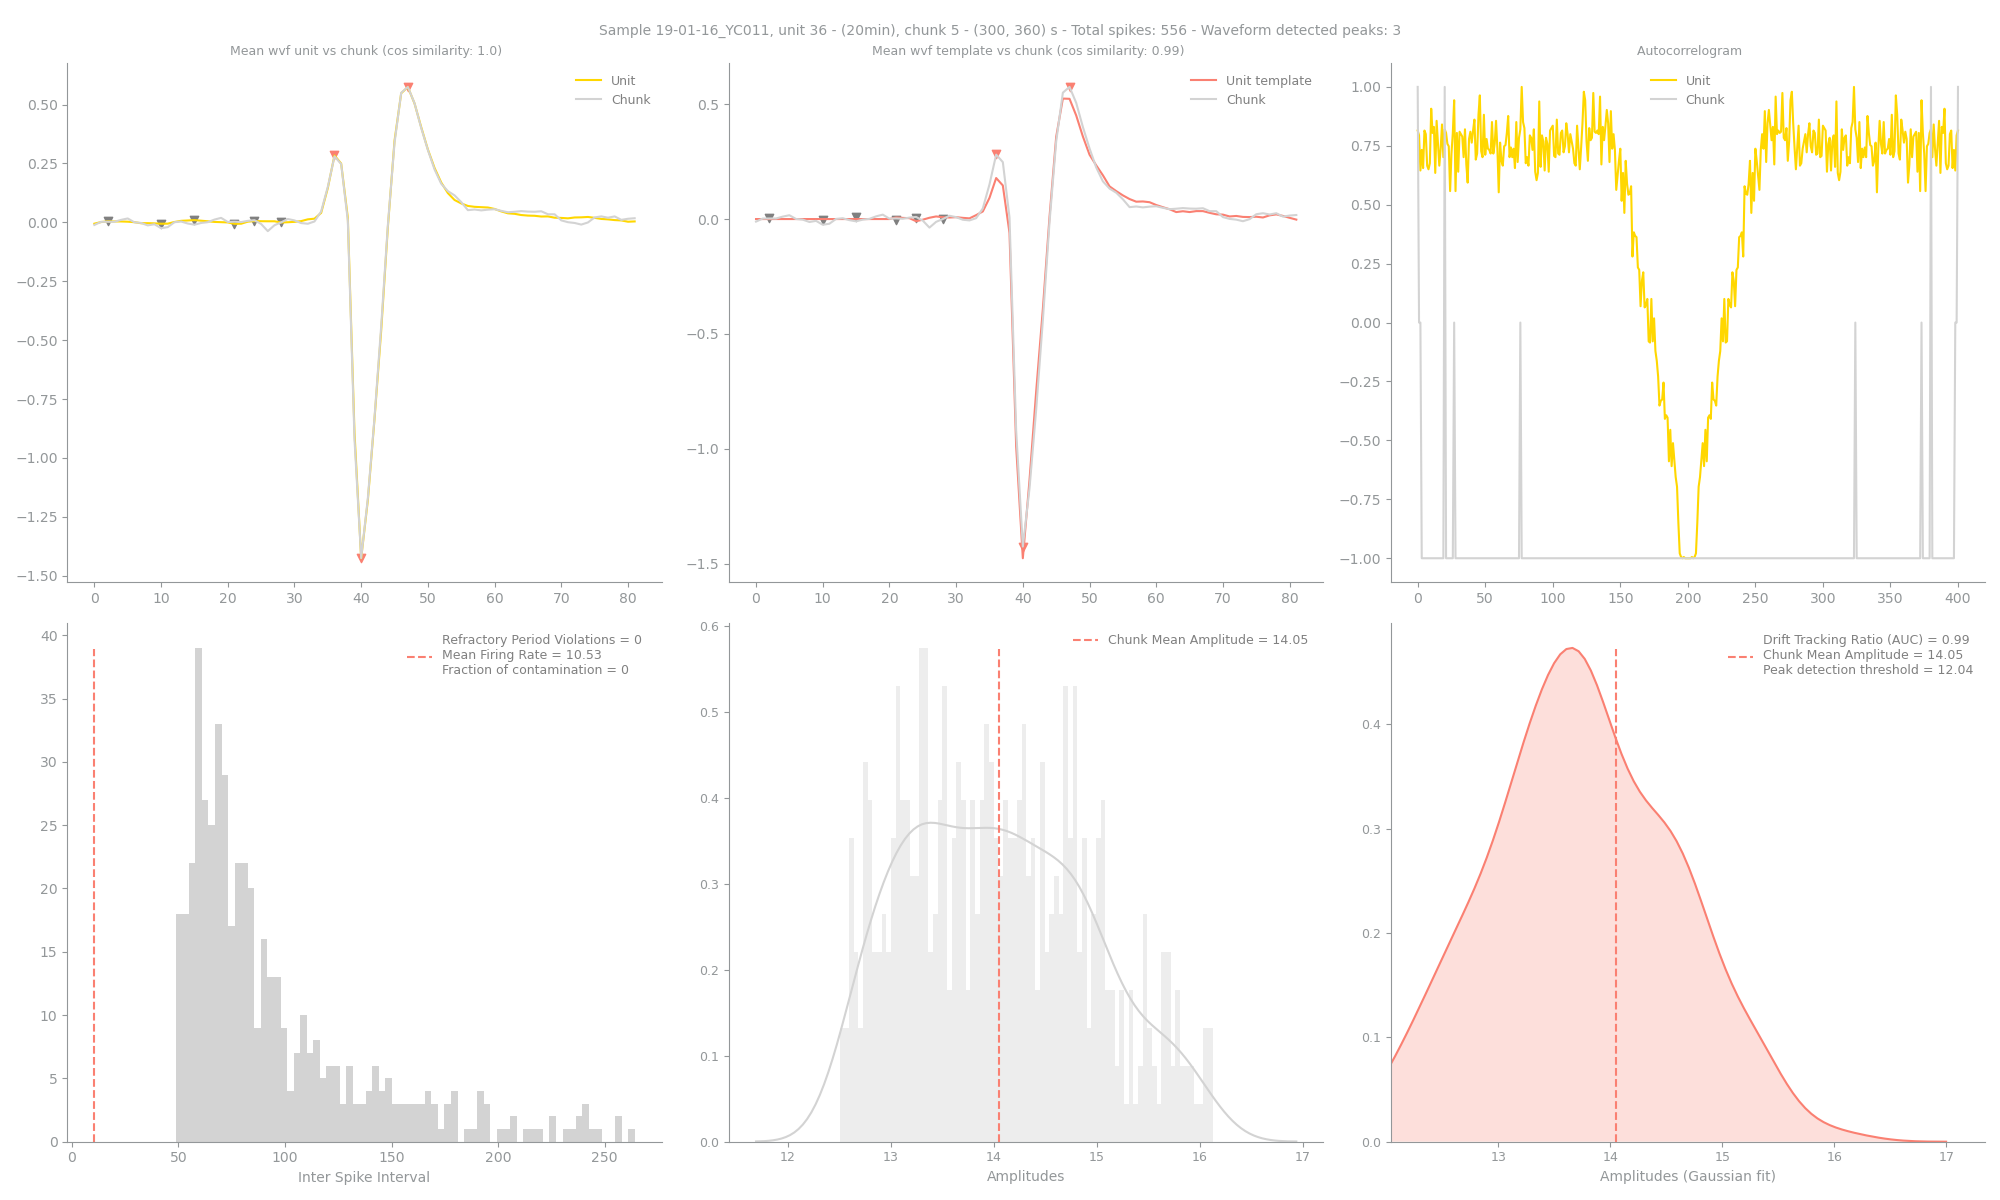 Sample 19-01-16_YC011, unit 36 - (20min), chunk 5 - (300, 360) s - Total spikes: 556 - Waveform detected peaks: 3
Mean wvf unit vs chunk (cos similarity: 1.0)
Unit
Chunk
0.50
0.25
0.00
−0.25
−0.50
−0.75
−1.00
−1.25
−1.50
0 10 20 30 40 50 60 70 80
Mean wvf template vs chunk (cos similarity: 0.99)
Unit template
Chunk
0.5
0.0
−0.5
−1.0
−1.5
0 10 20 30 40 50 60 70 80
Autocorrelogram
Unit
Chunk
1.00
0.75
0.50
0.25
0.00
−0.25
−0.50
−0.75
−1.00
0 50 100 150 200 250 300 350 400
Refractory Period Violations = 0
Mean Firing Rate = 10.53
Fraction of contamination = 0
40
35
30
25
20
15
10
5
0
0 50 100 150 200 250
Inter Spike Interval
Chunk Mean Amplitude = 14.05
0.6
0.5
0.4
0.3
0.2
0.1
0.0
12 13 14 15 16 17
Amplitudes
Drift Tracking Ratio (AUC) = 0.99
Chunk Mean Amplitude = 14.05
Peak detection threshold = 12.04
0.4
0.3
0.2
0.1
0.0
13 14 15 16 17
Amplitudes (Gaussian fit)